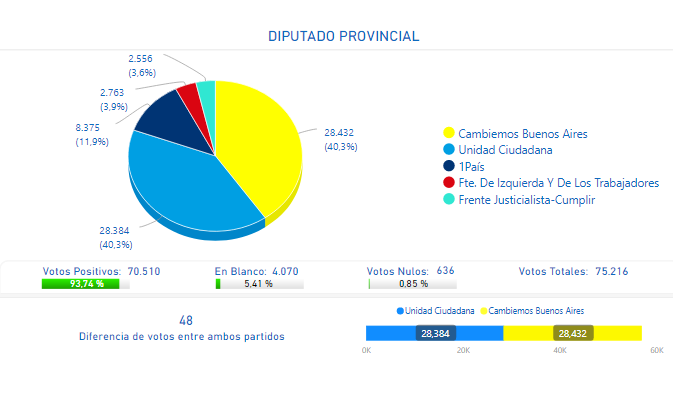 DIPUTADO PROVINCIAL
2.556
(3,6%)
2.763
(3,9%)
8.375
(11,9%)
28.432
(40,3%)
28.384
(40,3%)
Cambiemos Buenos Aires
Unidad Ciudadana
1País
Fte. De Izquierda Y De Los Trabajadores
Frente Justicialista-Cumplir
Votos Positivos: 70.510 En Blanco: 4.070 Votos Nulos: 636 Votos Totales: 75.216
93,74 % 5,41 % 0,85 %
48
Diferencia de votos entre ambos partidos
Unidad Ciudadana Cambiemos Buenos Aires
28,384 28,432
0K 20K 40K 60K